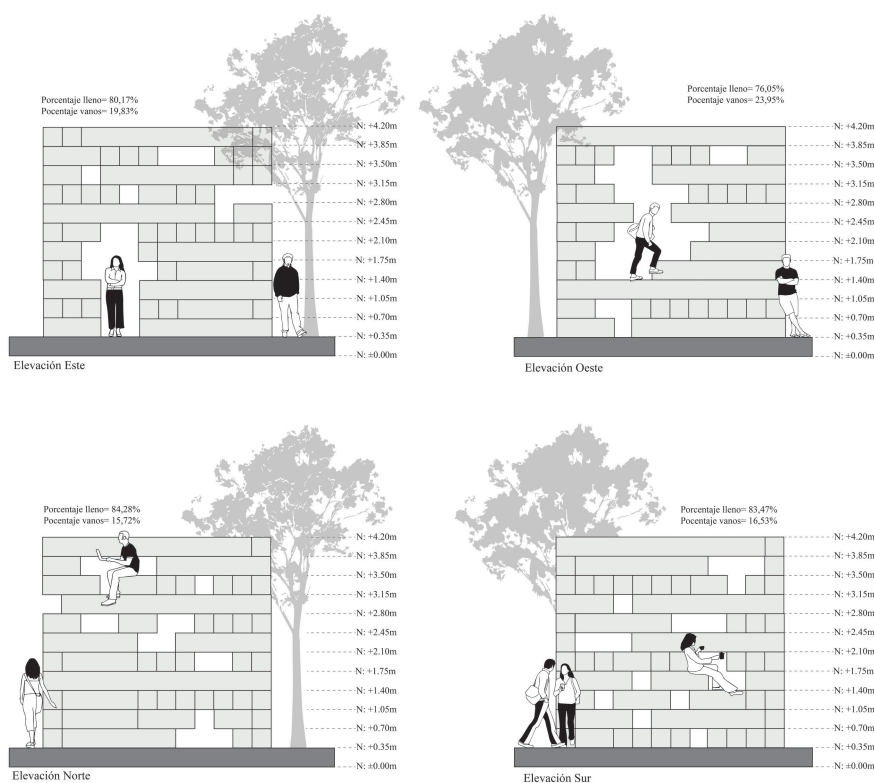 Porcentaje lleno= 80,17%
Pocentaje vanos= 19,83%
N: +4.20m
N: +3.85m
N: +3.50m
N: +3.15m
N: +2.80m
N: +2.45m
N: +2.10m
N: +1.75m
N: +1.40m
N: +1.05m
N: +0.70m
N: +0.35m
N: ±0.00m
Elevación Este
Porcentaje lleno= 76,05%
Pocentaje vanos= 23,95%
N: +4.20m
N: +3.85m
N: +3.50m
N: +3.15m
N: +2.80m
N: +2.45m
N: +2.10m
N: +1.75m
N: +1.40m
N: +1.05m
N: +0.70m
N: +0.35m
N: ±0.00m
Elevación Oeste
Porcentaje lleno= 84,28%
Pocentaje vanos= 15,72%
N: +4.20m
N: +3.85m
N: +3.50m
N: +3.15m
N: +2.80m
N: +2.45m
N: +2.10m
N: +1.75m
N: +1.40m
N: +1.05m
N: +0.70m
N: +0.35m
N: ±0.00m
Elevación Norte
Porcentaje lleno= 83,47%
Pocentaje vanos= 16,53%
N: +4.20m
N: +3.85m
N: +3.50m
N: +3.15m
N: +2.80m
N: +2.45m
N: +2.10m
N: +1.75m
N: +1.40m
N: +1.05m
N: +0.70m
N: +0.35m
N: ±0.00m
Elevación Sur